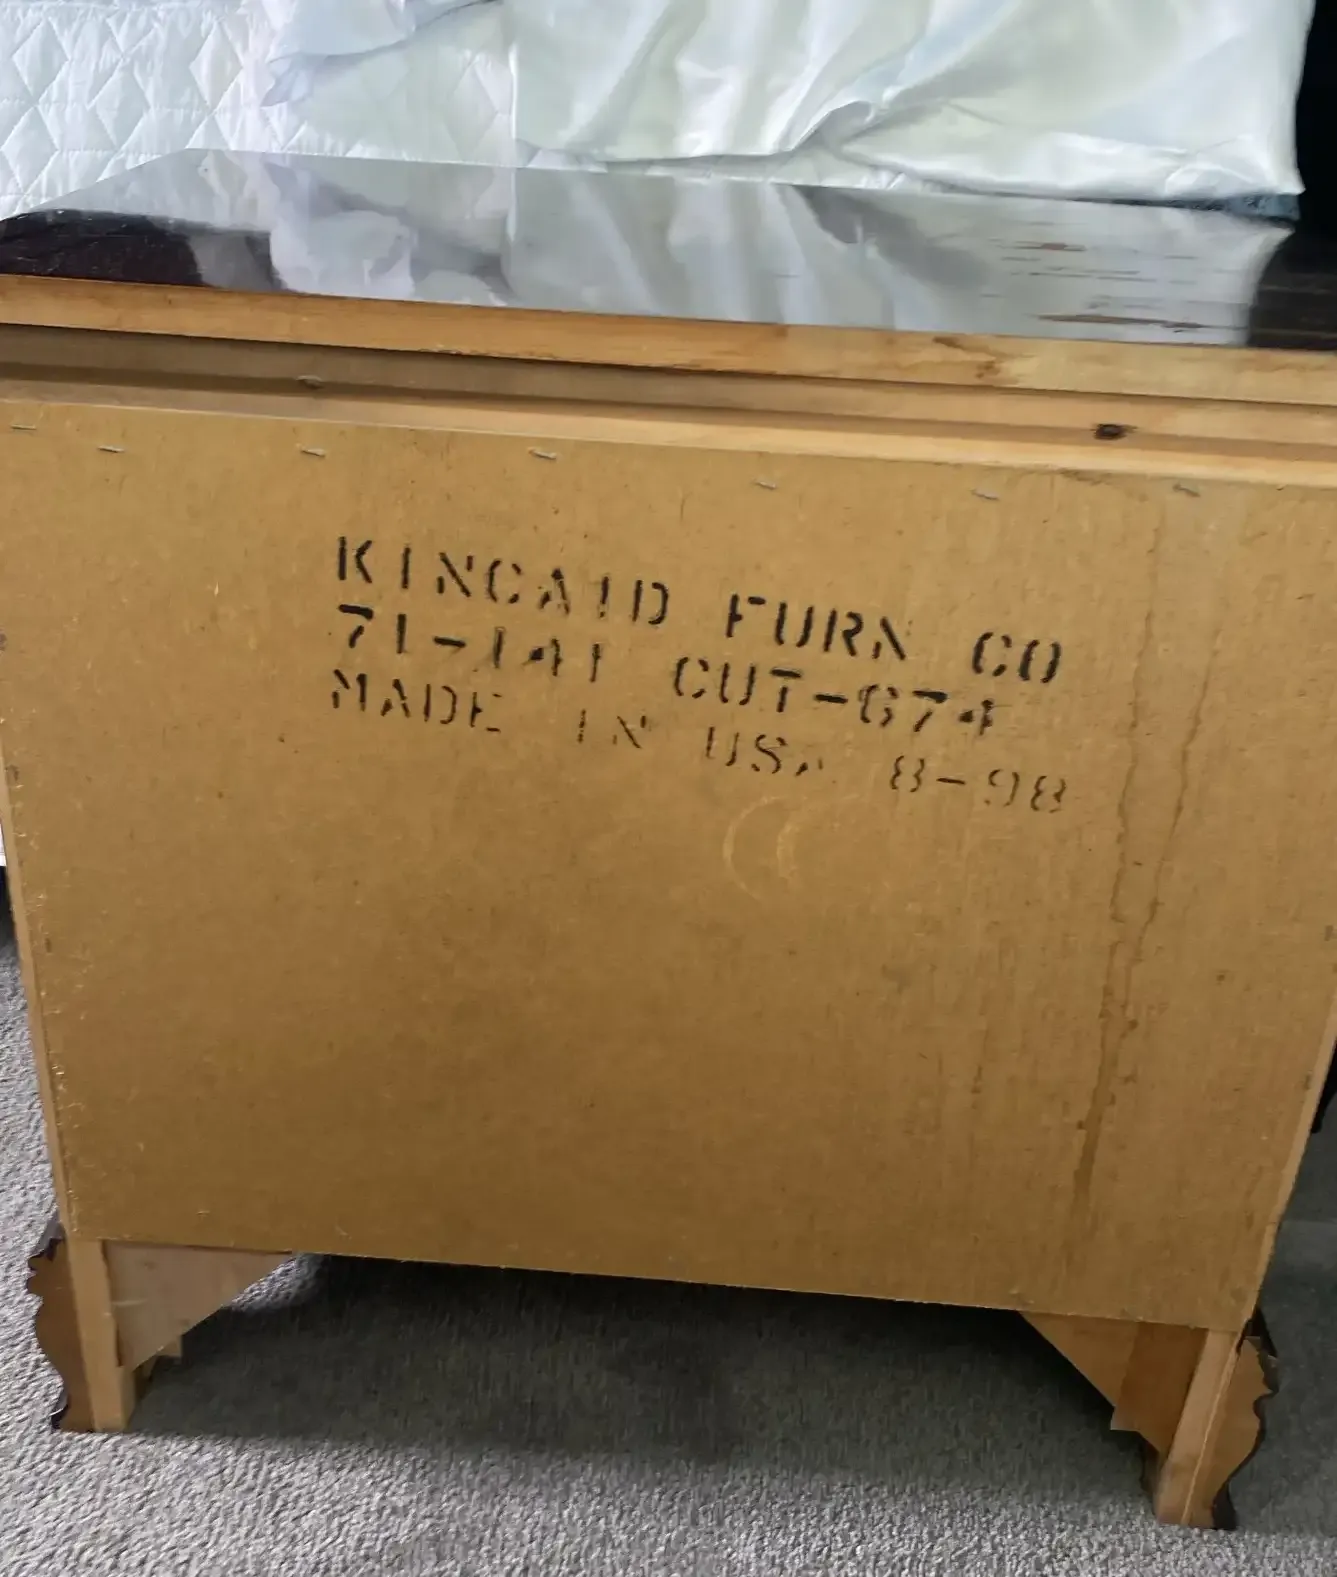 KINCAID FURN CO
71-141 CUT-674
MADE IN USA 8-98